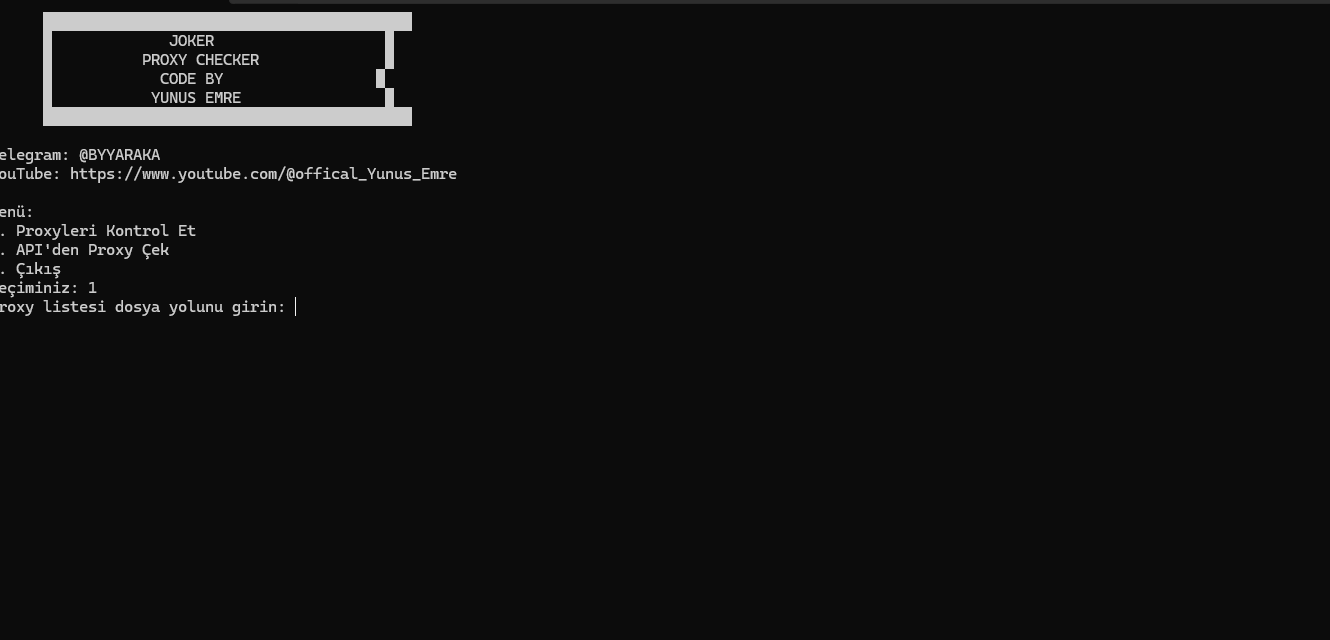 JOKER
PROXY CHECKER
CODE BY
YUNUS EMRE
elegram: @BYYARAKA
ouTube: https://www.youtube.com/@offical_Yunus_Emre
enü:
. Proxyleri Kontrol Et
. API'den Proxy Çek
. Çıkış
eçiminiz: 1
roxy listesi dosya yolunu girin: